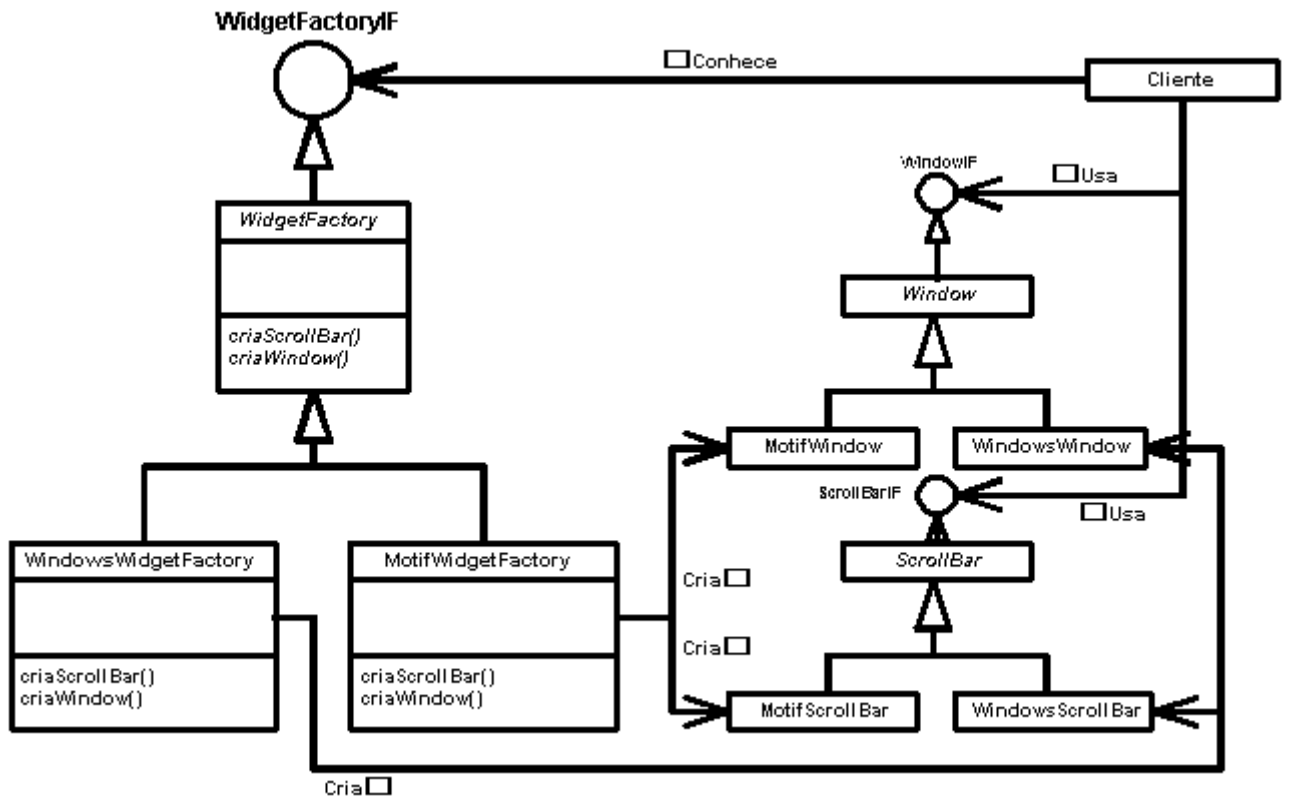 WidgetFactoryIF
Conhece
Cliente
WindowIF
Usa
WidgetFactory
Window
criaScrollBar()
criaWindow()
MotifWindow
WindowsWindow
ScrollBarIF
Usa
WindowsWidgetFactory
MotifWidgetFactory
ScrollBar
Cria
Cria
criaScrollBar()
criaWindow()
criaScrollBar()
criaWindow()
MotifScrollBar
WindowsScrollBar
Cria